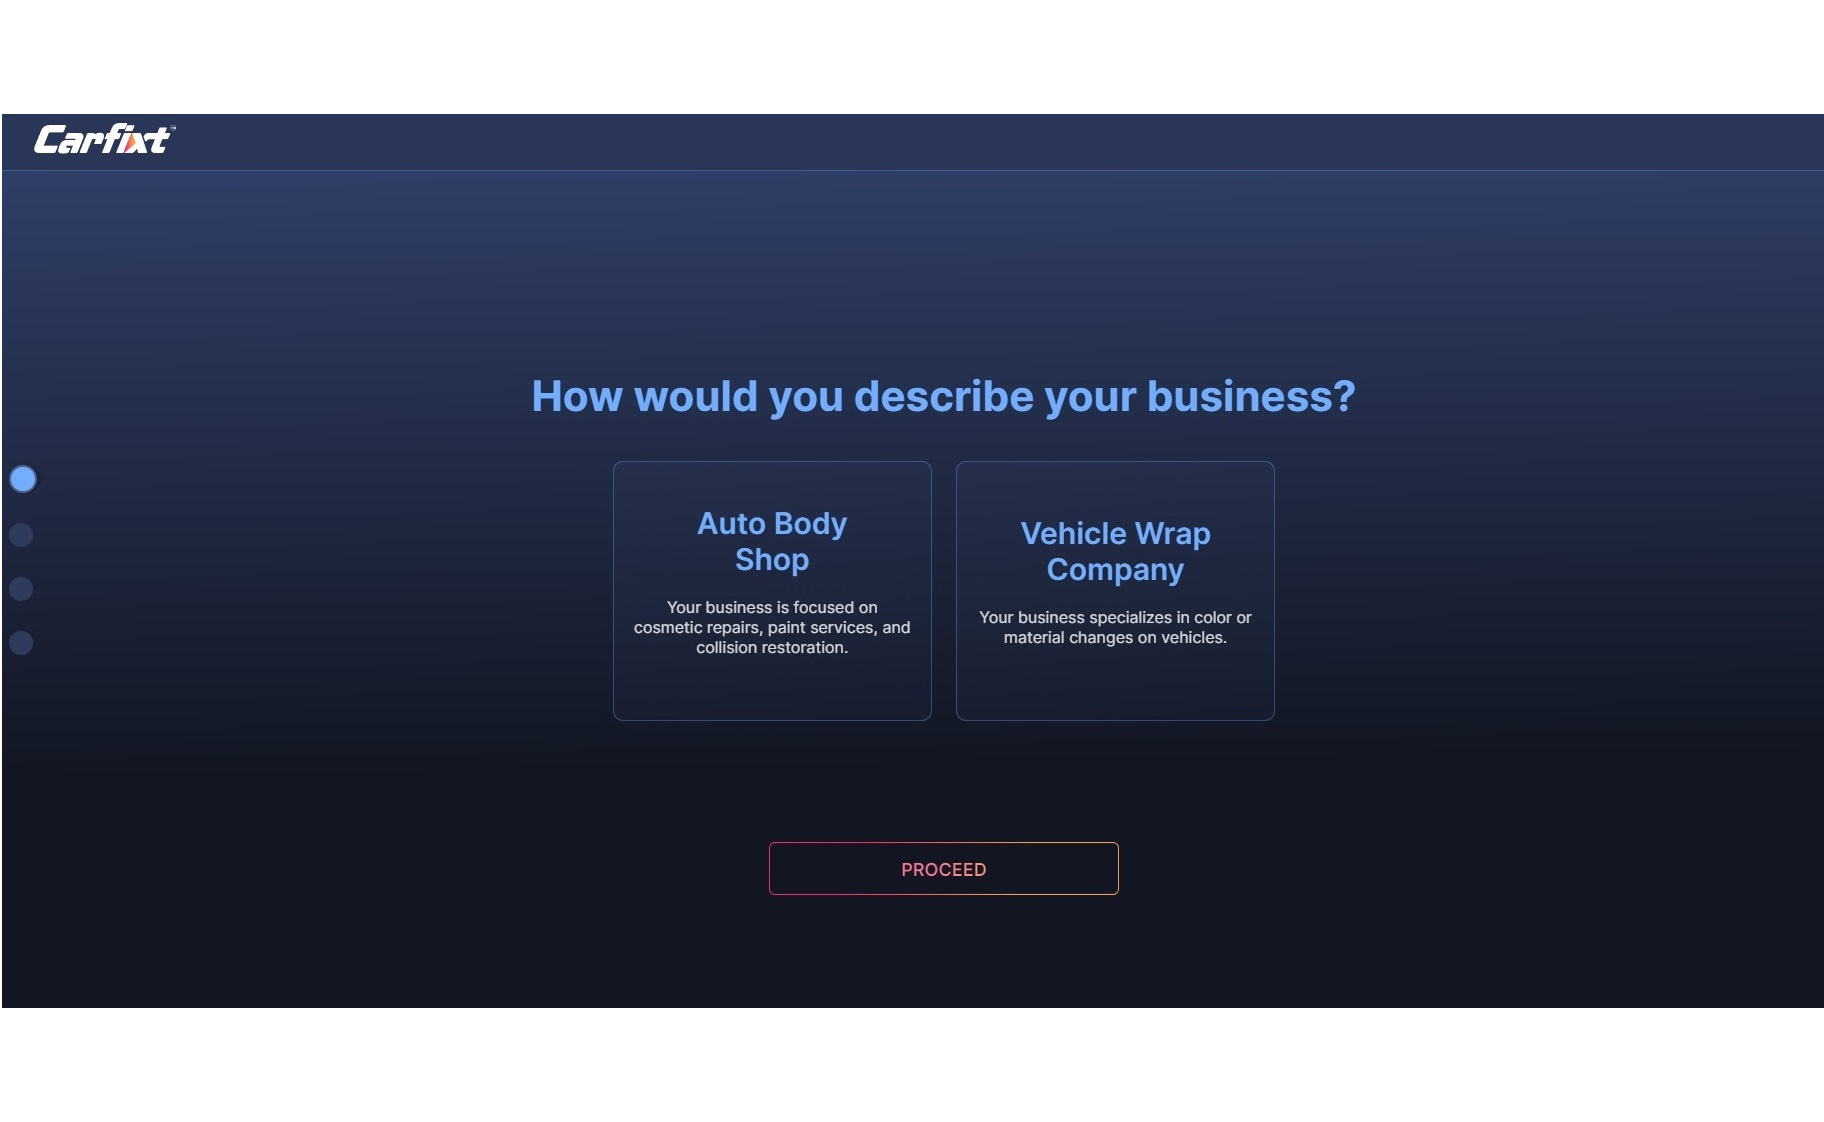 Carfixt™
How would you describe your business?
Auto Body
Shop
Your business is focused on
cosmetic repairs, paint services, and
collision restoration.
Vehicle Wrap
Company
Your business specializes in color or
material changes on vehicles.
PROCEED